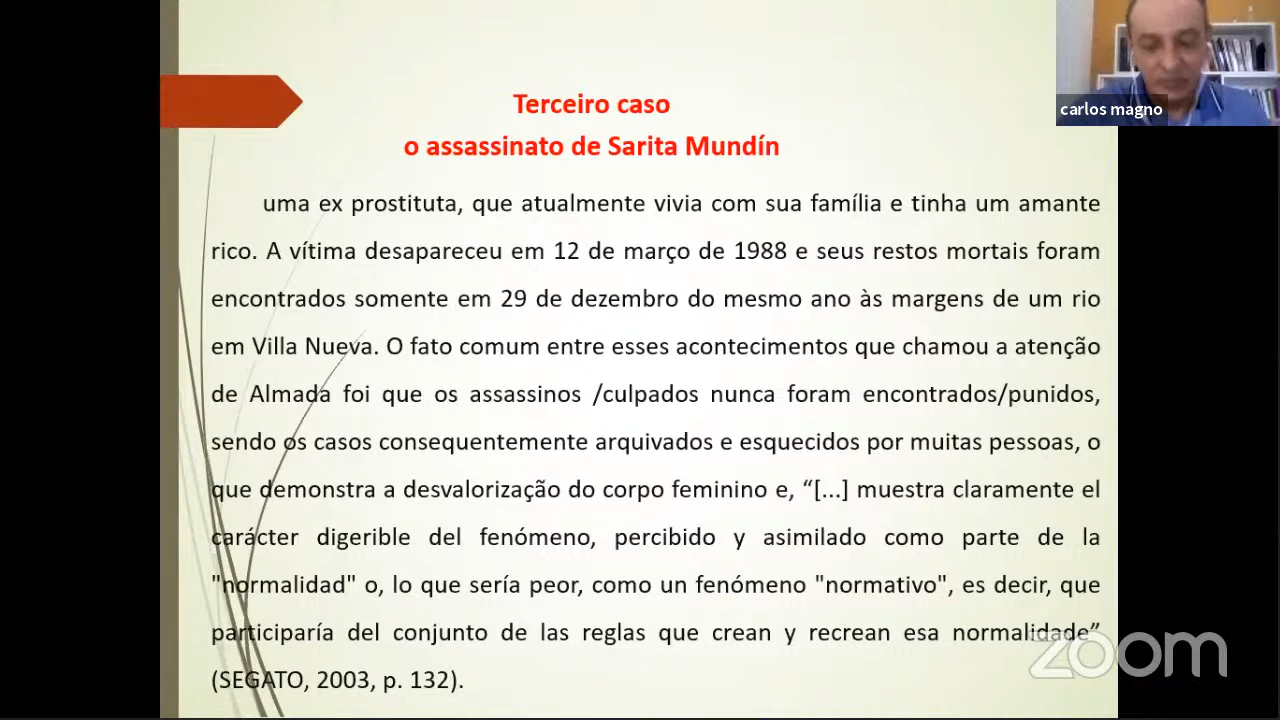 Terceiro caso
o assassinato de Sarita Mundín
uma ex prostituta, que atualmente vivia com sua família e tinha um amante
rico. A vítima desapareceu em 12 de março de 1988 e seus restos mortais foram
encontrados somente em 29 de dezembro do mesmo ano às margens de um rio
em Villa Nueva. O fato comum entre esses acontecimentos que chamou a atenção
de Almada foi que os assassinos /culpados nunca foram encontrados/punidos,
sendo os casos consequentemente arquivados e esquecidos por muitas pessoas, o
que demonstra a desvalorização do corpo feminino e, “[...] muestra claramente el
carácter digerible del fenómeno, percibido y asimilado como parte de la
"normalidad" o, lo que sería peor, como un fenómeno "normativo", es decir, que
participaría del conjunto de las reglas que crean y recrean esa normalidade”
(SEGATO, 2003, p. 132).
carlos magno
zoom